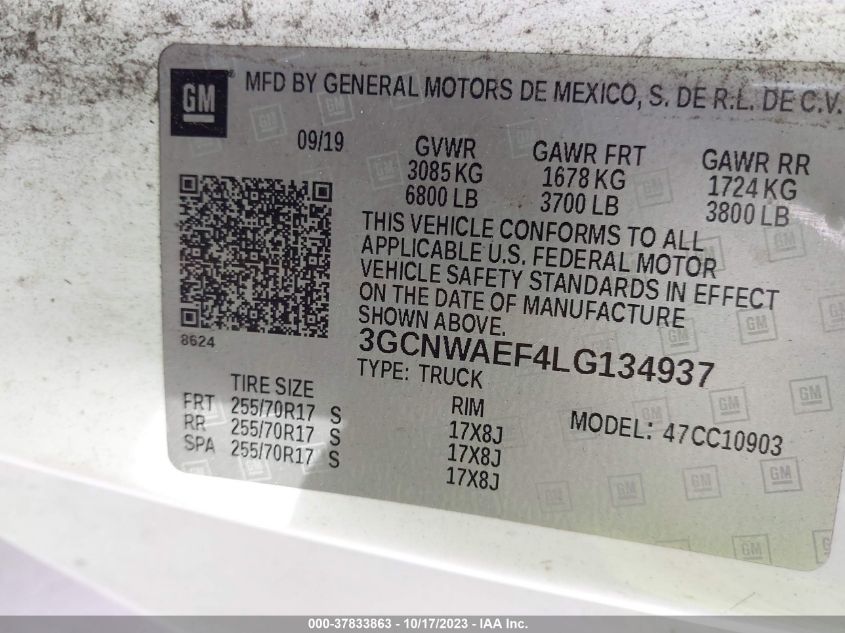 GM
MFD BY GENERAL MOTORS DE MEXICO, S. DE R.L. DE C.V.
09/19
GVWR GAWR FRT GAWR RR
3085 KG 1678 KG 1724 KG
6800 LB 3700 LB 3800 LB
THIS VEHICLE CONFORMS TO ALL
APPLICABLE U.S. FEDERAL MOTOR
VEHICLE SAFETY STANDARDS IN EFFECT
ON THE DATE OF MANUFACTURE
SHOWN ABOVE.
8624
3GCNWAEF4LG134937
TYPE: TRUCK
TIRE SIZE RIM MODEL: 47CC10903
FRT 255/70R17 S 17X8J
RR 255/70R17 S 17X8J
SPA 255/70R17 S 17X8J
000-37833863 - 10/17/2023 - IAA Inc.